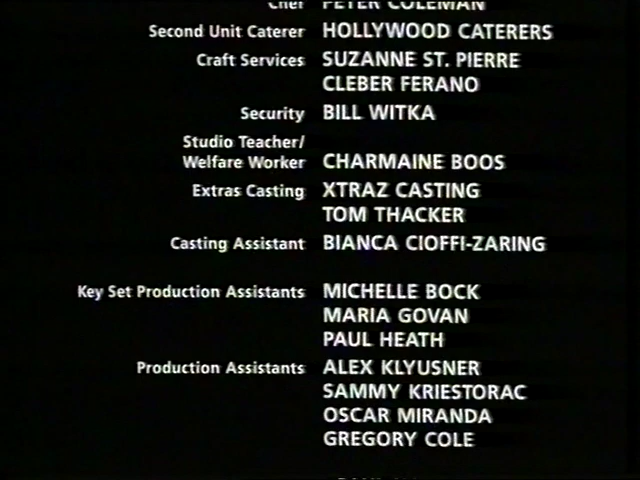 Chef PETER COLEMAN
Second Unit Caterer HOLLYWOOD CATERERS
Craft Services SUZANNE ST. PIERRE
CLEBER FERANO
Security BILL WITKA
Studio Teacher/
Welfare Worker CHARMAINE BOOS
Extras Casting XTRAZ CASTING
TOM THACKER
Casting Assistant BIANCA CIOFFI-ZARING
Key Set Production Assistants MICHELLE BOCK
MARIA GOVAN
PAUL HEATH
Production Assistants ALEX KLYUSNER
SAMMY KRIESTORAC
OSCAR MIRANDA
GREGORY COLE